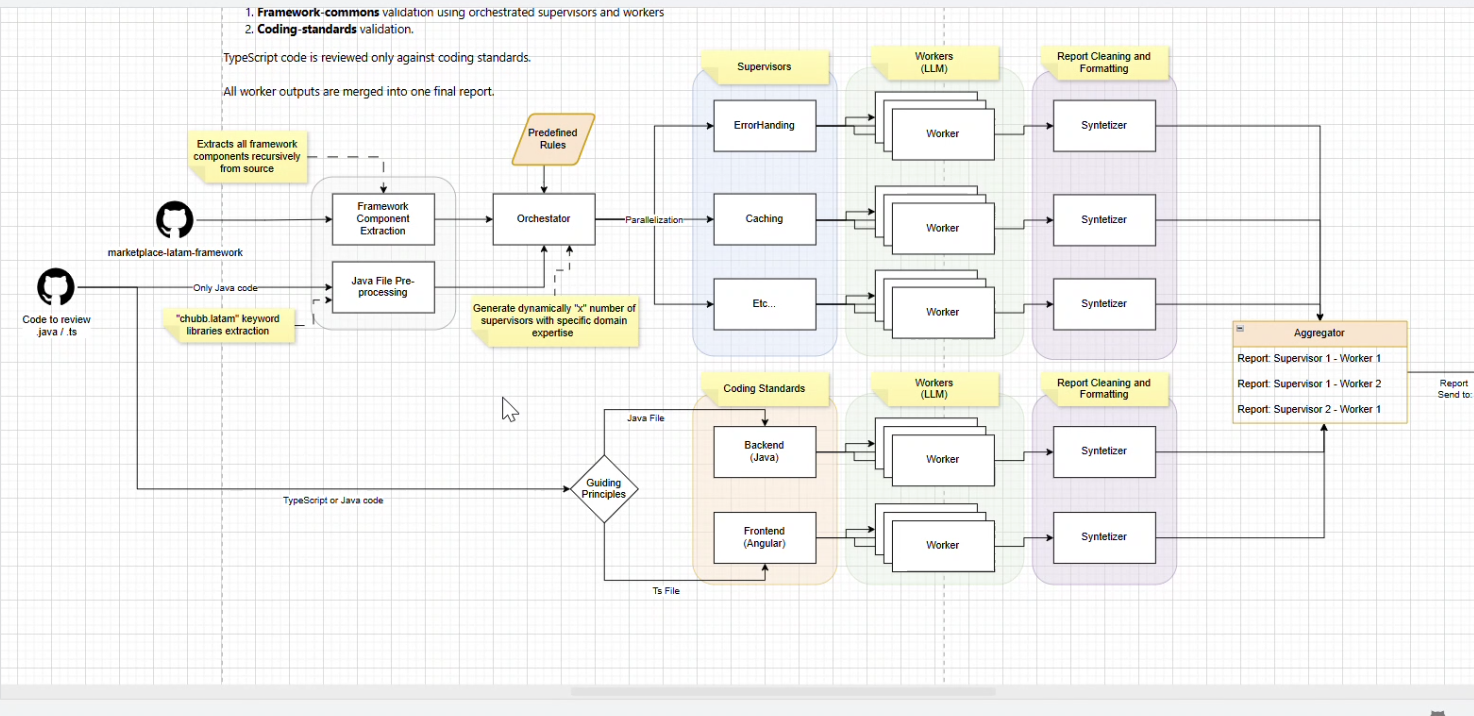 1. Framework-commons validation using orchestrated supervisors and workers
2. Coding-standards validation.
TypeScript code is reviewed only against coding standards.
All worker outputs are merged into one final report.
Supervisors
Workers
(LLM)
Report Cleaning and
Formatting
Extracts all framework
components recursively
from source
Predefined
Rules
ErrorHanding
Worker
Syntetizer
marketplace-latam-framework
Framework
Component
Extraction
Orchestator
Parallelization
Caching
Worker
Syntetizer
Code to review
.java / .ts
Only Java code
Java File Pre-
processing
"chubb.latam" keyword
libraries extraction
Generate dynamically "x" number of
supervisors with specific domain
expertise
Etc...
Worker
Syntetizer
Aggregator
Report: Supervisor 1 - Worker 1
Report: Supervisor 1 - Worker 2
Report: Supervisor 2 - Worker 1
Report
Send to:
Coding Standards
Workers
(LLM)
Report Cleaning and
Formatting
Java File
Backend
(Java)
Worker
Syntetizer
TypeScript or Java code
Guiding
Principles
Frontend
(Angular)
Worker
Syntetizer
Ts File